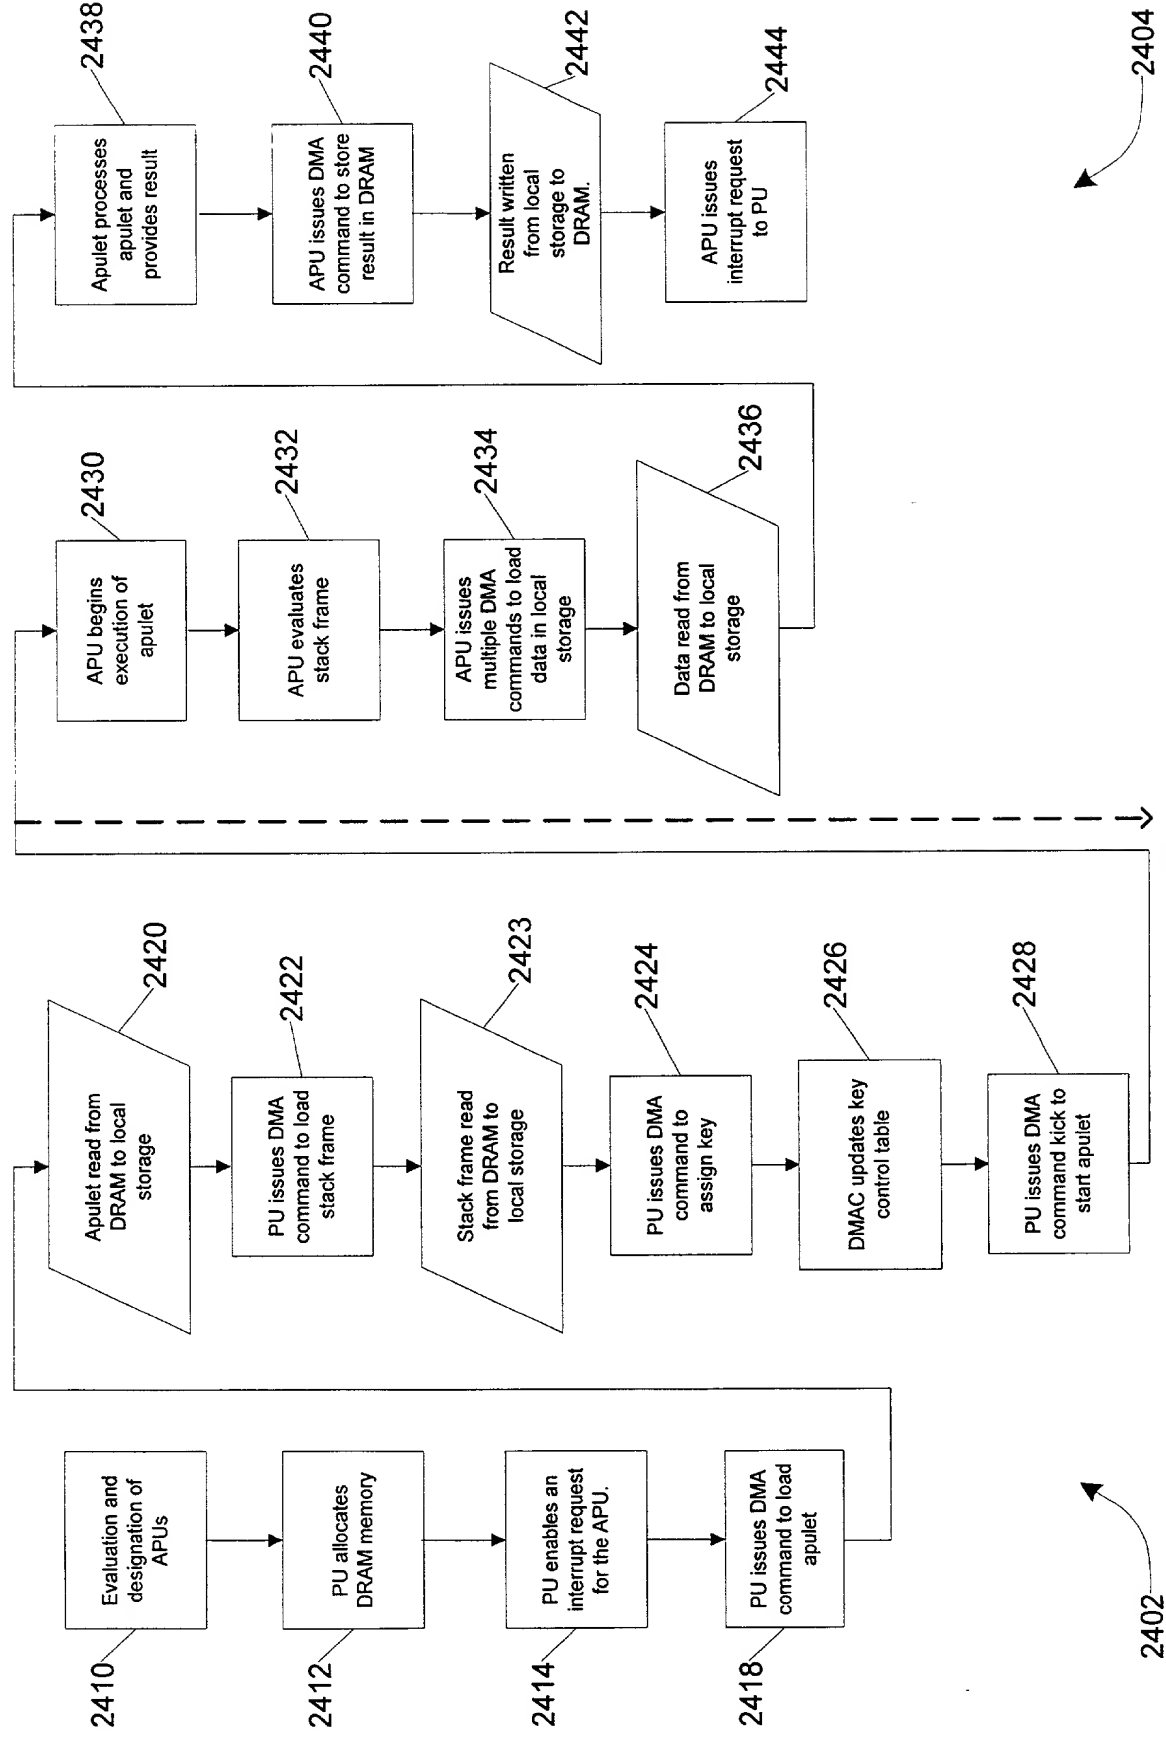 2410
Evaluation and
designation of
APUs
2412
PU allocates
DRAM memory
2414
PU enables an
interrupt request
for the APU.
2418
PU issues DMA
command to load
apulet
2402
Apulet read from
DRAM to local
storage
2420
PU issues DMA
command to load
stack frame
2422
Stack frame read
from DRAM to
local storage
2423
PU issues DMA
command to
assign key
2424
DMAC updates key
control table
2426
PU issues DMA
command kick to
start apulet
2428
APU begins
execution of
apulet
2430
APU evaluates
stack frame
2432
APU issues
multiple DMA
commands to load
data in local
storage
2434
Data read from
DRAM to local
storage
2436
Apulet processes
apulet and
provides result
2438
APU issues DMA
command to store
result in DRAM
2440
Result written
from local
storage to
DRAM.
2442
APU issues
interrupt request
to PU
2444
2404